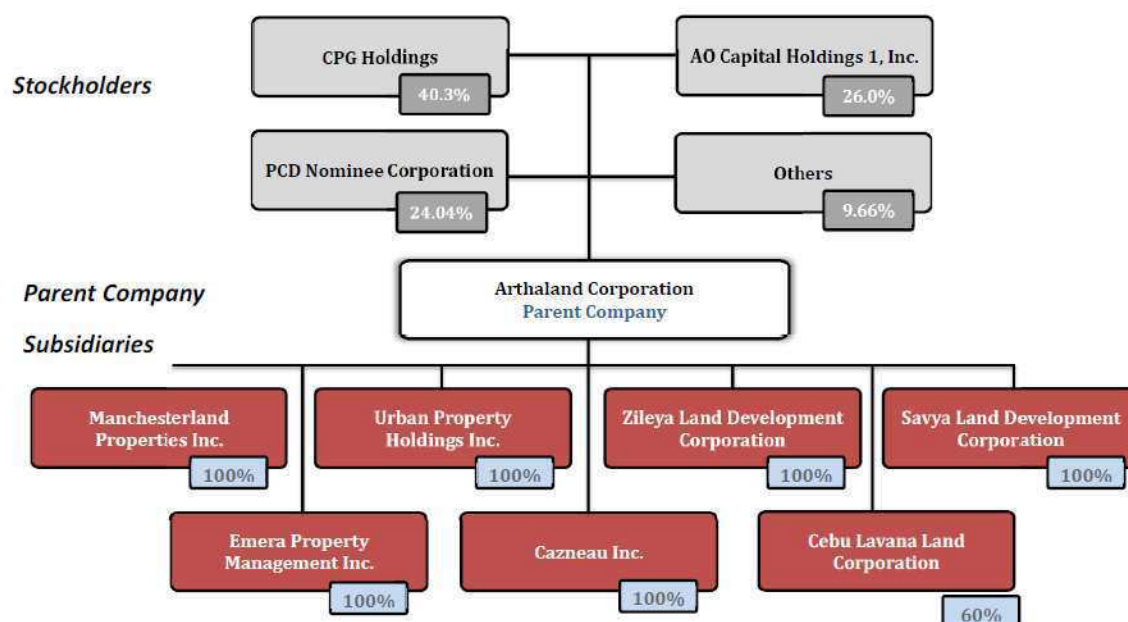 Stockholders
CPG Holdings
40.3%
AO Capital Holdings 1, Inc.
26.0%
PCD Nominee Corporation
24.04%
Others
9.66%
Parent Company
Arthaland Corporation
Parent Company
Subsidiaries
Manchesterland
Properties Inc.
100%
Urban Property
Holdings Inc.
100%
Zileya Land Development
Corporation
100%
Savya Land Development
Corporation
100%
Emera Property
Management Inc.
100%
Cazneau Inc.
100%
Cebu Lavana Land
Corporation
60%